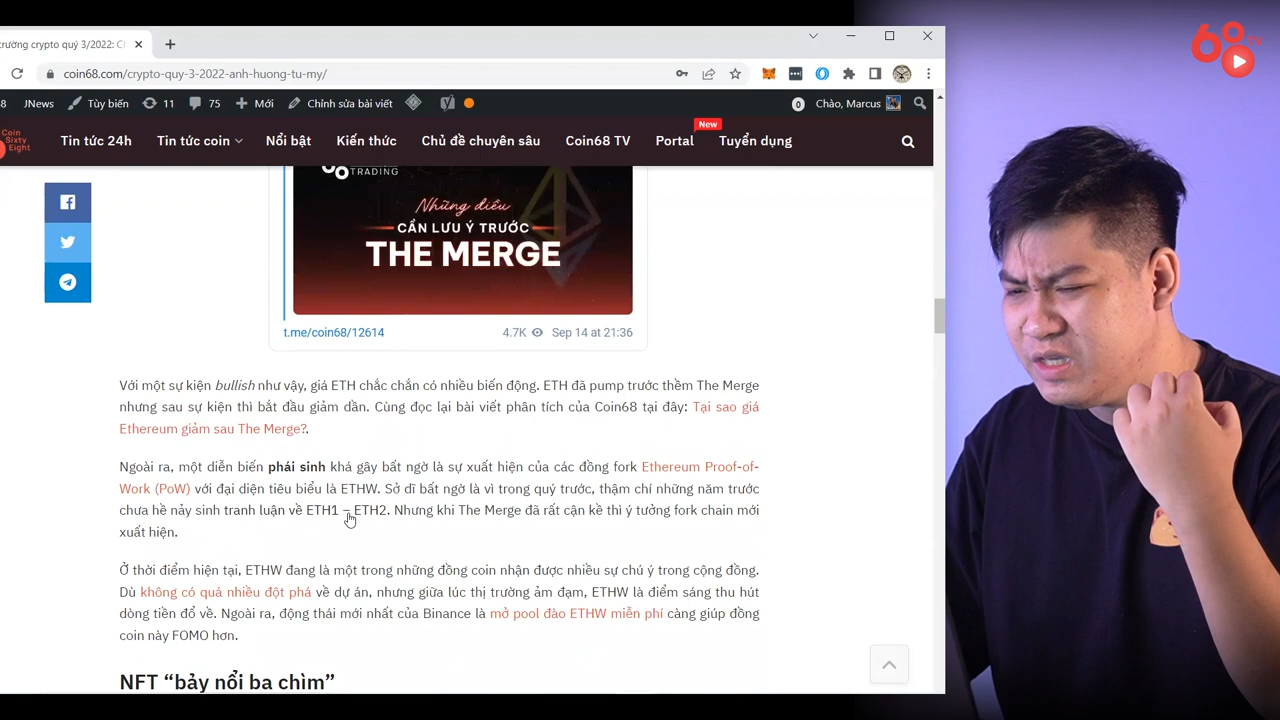 68 TV
trường crypto quý 3/2022:
coin68.com/crypto-quy-3-2022-anh-huong-tu-my/
8 JNews Tùy biến 11 75 Mới Chỉnh sửa bài viết 0 Chào, Marcus
Coin
Sixty
Eight
New
Tin tức 24h Tin tức coin Nổi bật Kiến thức Chủ đề chuyên sâu Coin68 TV Portal Tuyển dụng
TRADING
Những điều
CẦN LƯU Ý TRƯỚC
THE MERGE
t.me/coin68/12614 4.7K Sep 14 at 21:36
Với một sự kiện bullish như vậy, giá ETH chắc chắn có nhiều biến động. ETH đã pump trước thềm The Merge
nhưng sau sự kiện thì bắt đầu giảm dần. Cùng đọc lại bài viết phân tích của Coin68 tại đây: Tại sao giá
Ethereum giảm sau The Merge?.
Ngoài ra, một diễn biến phái sinh khá gây bất ngờ là sự xuất hiện của các đồng fork Ethereum Proof-of-
Work (PoW) với đại diện tiêu biểu là ETHW. Sở dĩ bất ngờ là vì trong quý trước, thậm chí những năm trước
chưa hề nảy sinh tranh luận về ETH1 – ETH2. Nhưng khi The Merge đã rất cận kề thì ý tưởng fork chain mới
xuất hiện.
Ở thời điểm hiện tại, ETHW đang là một trong những đồng coin nhận được nhiều sự chú ý trong cộng đồng.
Dù không có quá nhiều đột phá về dự án, nhưng giữa lúc thị trường ảm đạm, ETHW là điểm sáng thu hút
dòng tiền đổ về. Ngoài ra, động thái mới nhất của Binance là mở pool đào ETHW miễn phí càng giúp đồng
coin này FOMO hơn.
NFT “bảy nổi ba chìm”